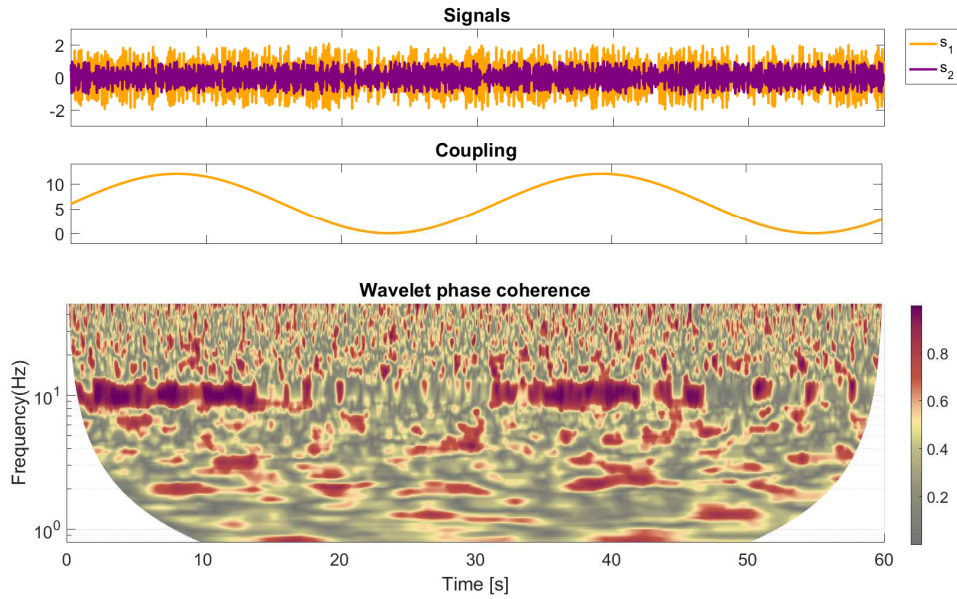 Signals
2
0
-2
s1
s2
Coupling
10
5
0
Wavelet phase coherence
Frequency(Hz)
10^1
10^0
0 10 20 30 40 50 60
Time [s]
0.8
0.6
0.4
0.2